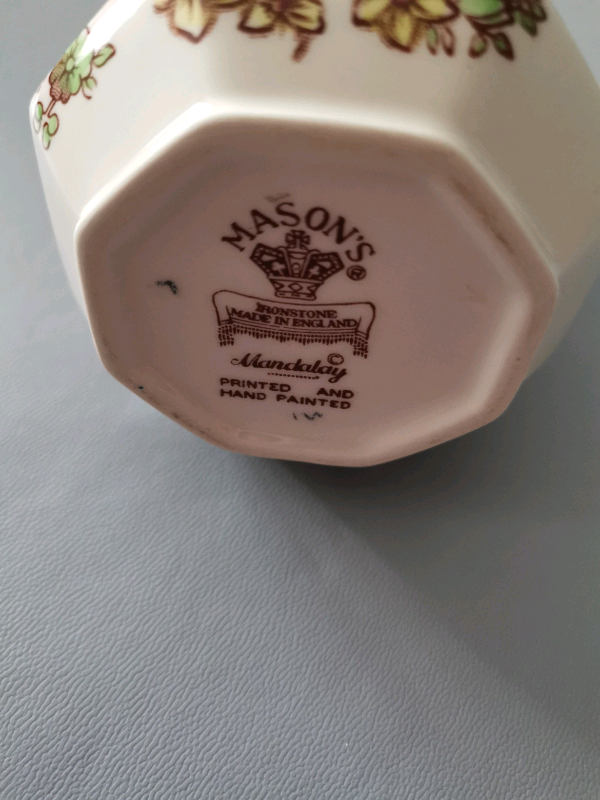 MASON'S ®
IRONSTONE
MADE IN ENGLAND
Mandalay ©
PRINTED AND
HAND PAINTED